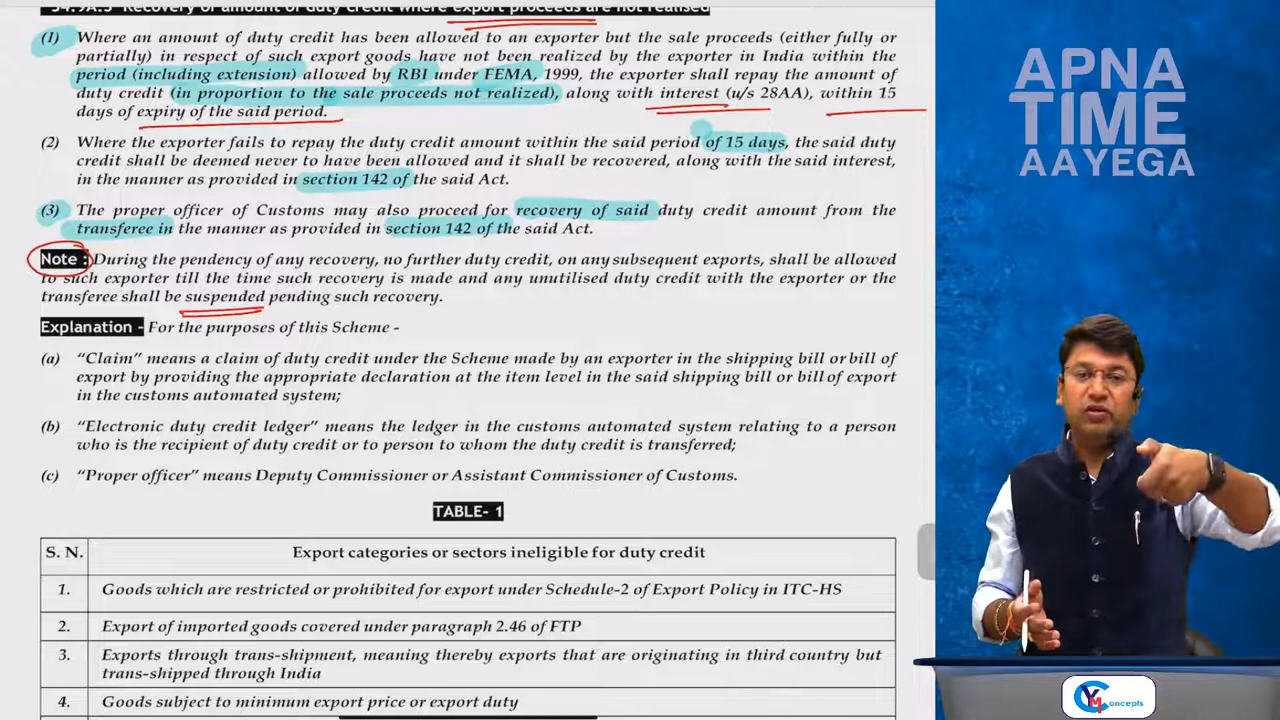 54.9A.5 Recovery of amount of duty credit where export proceeds are not realised
(1) Where an amount of duty credit has been allowed to an exporter but the sale proceeds (either fully or
partially) in respect of such export goods have not been realized by the exporter in India within the
period (including extension) allowed by RBI under FEMA, 1999, the exporter shall repay the amount of
duty credit (in proportion to the sale proceeds not realized), along with interest (u/s 28AA), within 15
days of expiry of the said period.
(2) Where the exporter fails to repay the duty credit amount within the said period of 15 days, the said duty
credit shall be deemed never to have been allowed and it shall be recovered, along with the said interest,
in the manner as provided in section 142 of the said Act.
(3) The proper officer of Customs may also proceed for recovery of said duty credit amount from the
transferee in the manner as provided in section 142 of the said Act.
Note : During the pendency of any recovery, no further duty credit, on any subsequent exports, shall be allowed
to such exporter till the time such recovery is made and any unutilised duty credit with the exporter or the
transferee shall be suspended pending such recovery.
Explanation - For the purposes of this Scheme -
(a) “Claim” means a claim of duty credit under the Scheme made by an exporter in the shipping bill or bill of
export by providing the appropriate declaration at the item level in the said shipping bill or bill of export
in the customs automated system;
(b) “Electronic duty credit ledger” means the ledger in the customs automated system relating to a person
who is the recipient of duty credit or to person to whom the duty credit is transferred;
(c) “Proper officer” means Deputy Commissioner or Assistant Commissioner of Customs.
TABLE- 1
S. N. Export categories or sectors ineligible for duty credit
1. Goods which are restricted or prohibited for export under Schedule-2 of Export Policy in ITC-HS
2. Export of imported goods covered under paragraph 2.46 of FTP
3. Exports through trans-shipment, meaning thereby exports that are originating in third country but
trans-shipped through India
4. Goods subject to minimum export price or export duty
APNA
TIME
AAYEGA
YM Concepts